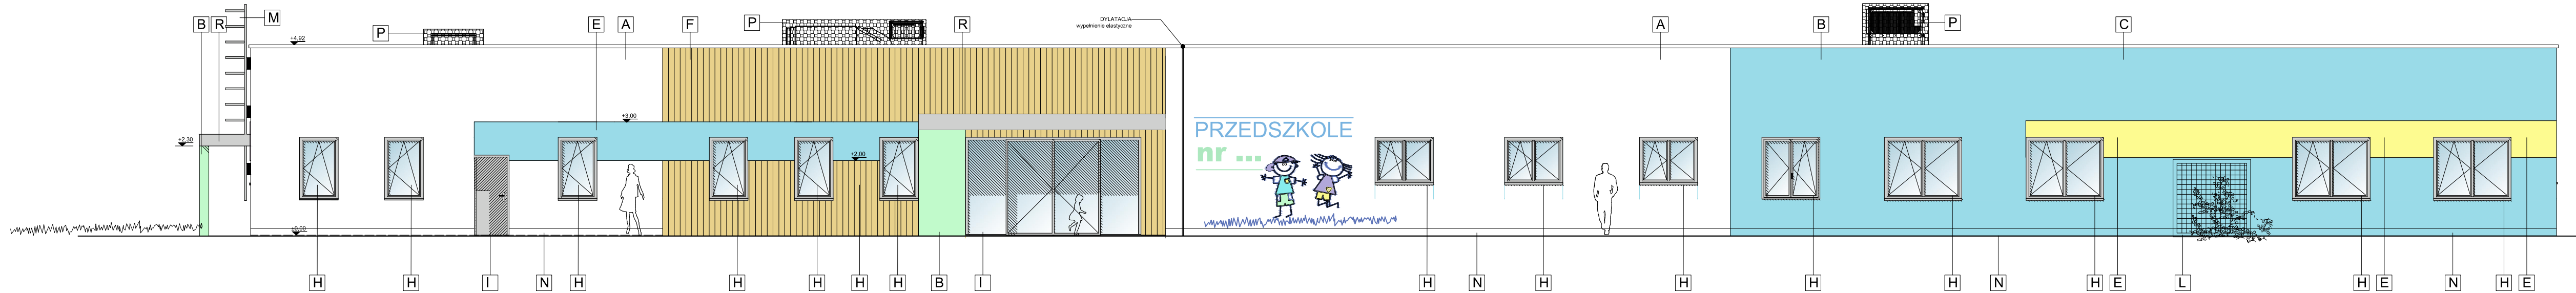 B
R
M
P
E
A
F
P
R
DYLATACJA
wypełnienie elastyczne
A
B
P
C
+4,92
+3,00
+2,30
+2,00
±0,00
PRZEDSZKOLE
nr ...
H
H
I
N
H
H
H
H
H
B
I
H
N
H
H
H
H
N
H
E
L
H
E
N
H
E